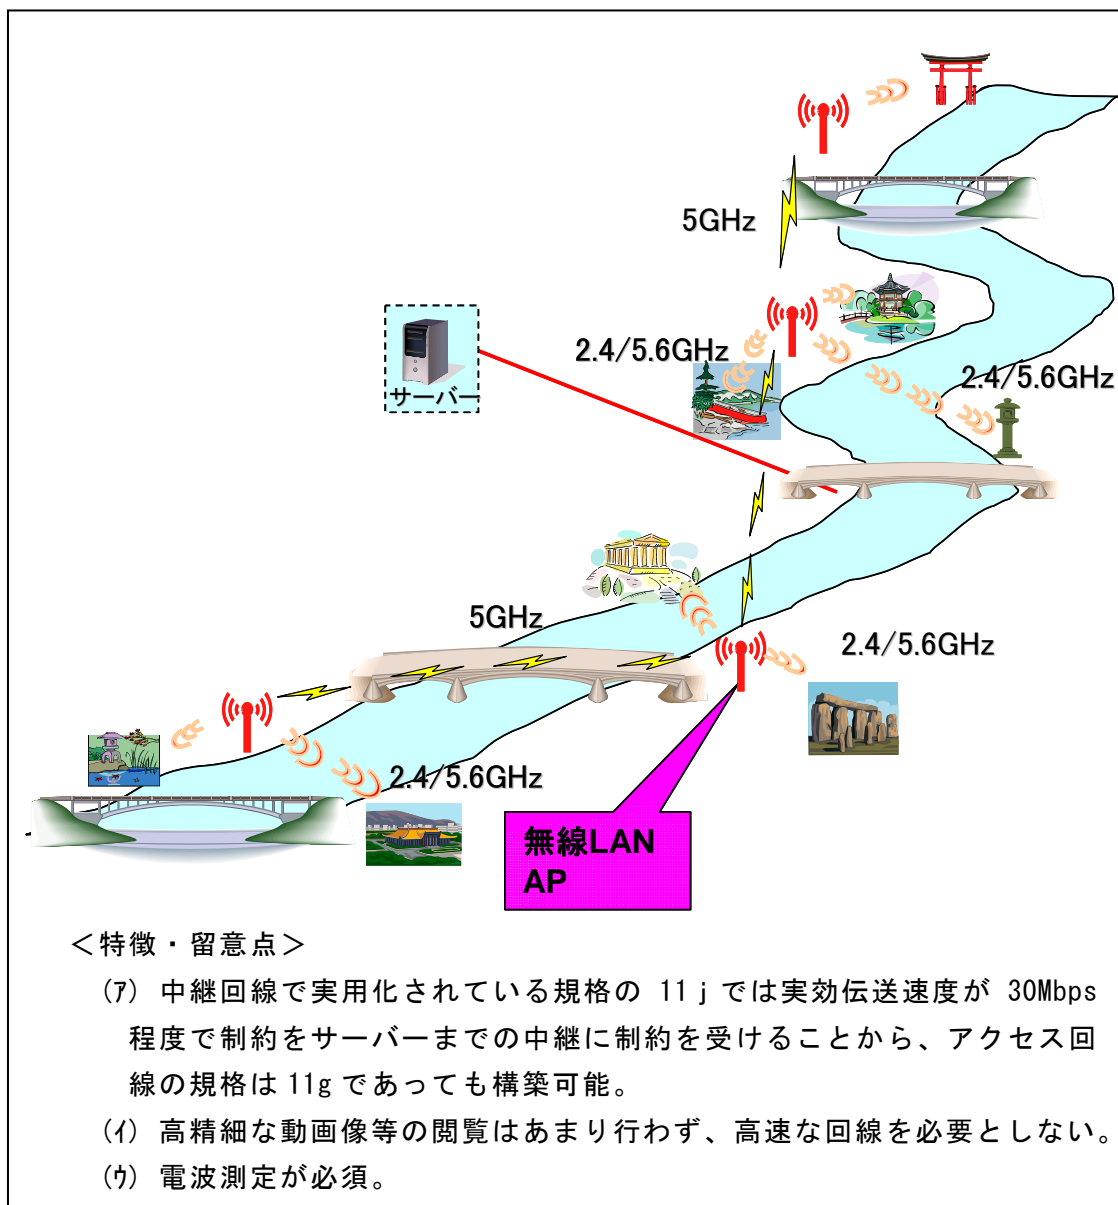 5GHz
2.4/5.6GHz
2.4/5.6GHz
サーバー
5GHz
2.4/5.6GHz
2.4/5.6GHz
無線LAN
AP
＜特徴・留意点＞
(ｱ) 中継回線で実用化されている規格の 11ｊでは実効伝送速度が 30Mbps
程度で制約をサーバーまでの中継に制約を受けることから、アクセス回
線の規格は 11g であっても構築可能。
(ｲ) 高精細な動画像等の閲覧はあまり行わず、高速な回線を必要としない。
(ｳ) 電波測定が必須。